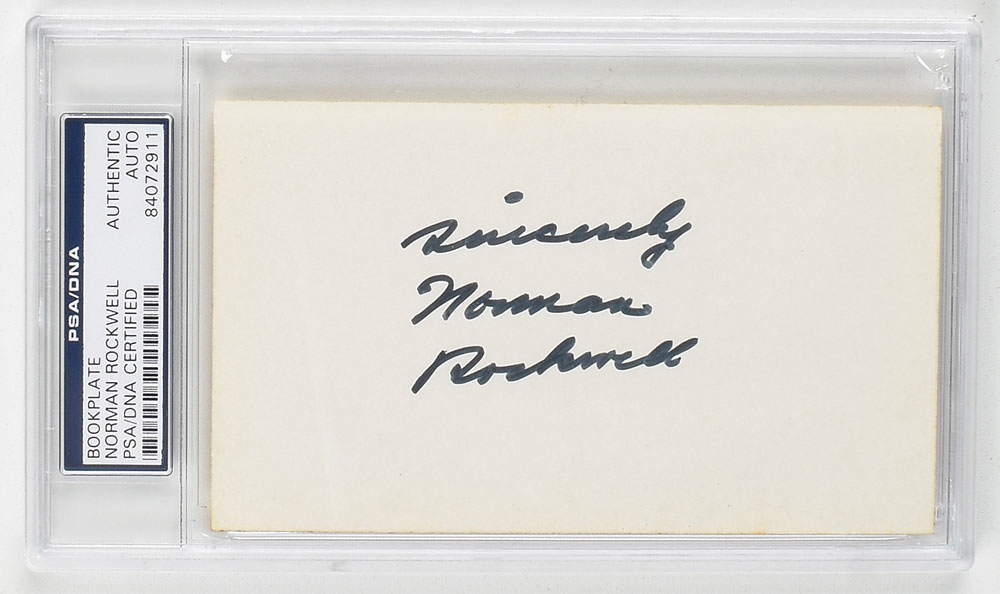 PSA/DNA
BOOKPLATE
NORMAN ROCKWELL AUTHENTIC
PSA/DNA CERTIFIED AUTO
84072911
Sincerely
Norman
Rockwell